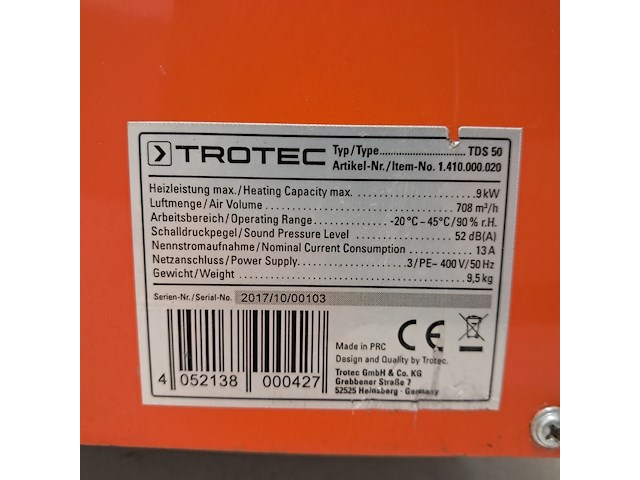 TROTEC
Typ/Type............................ TDS 50
Artikel-Nr./Item-No. 1.410.000.020
Heizleistung max./Heating Capacity max. ............................ 9 kW
Luftmenge/Air Volume ............................ 708 m³/h
Arbeitsbereich/Operating Range............................ -20°C – 45°C/90% r.H.
Schalldruckpegel/Sound Pressure Level ............................ 52 dB(A)
Nennstromaufnahme/Nominal Current Consumption ............................ 13 A
Netzanschluss/Power Supply............................ 3/PE~ 400 V/50 Hz
Gewicht/Weight ............................ 9,5 kg
Serien-Nr./Serial-No. 2017/10/00103
Made in PRC
CE
Design and Quality by Trotec.
Trotec GmbH & Co. KG
Grebbener Straße 7
52525 Heinsberg · Germany
4 052138 000427